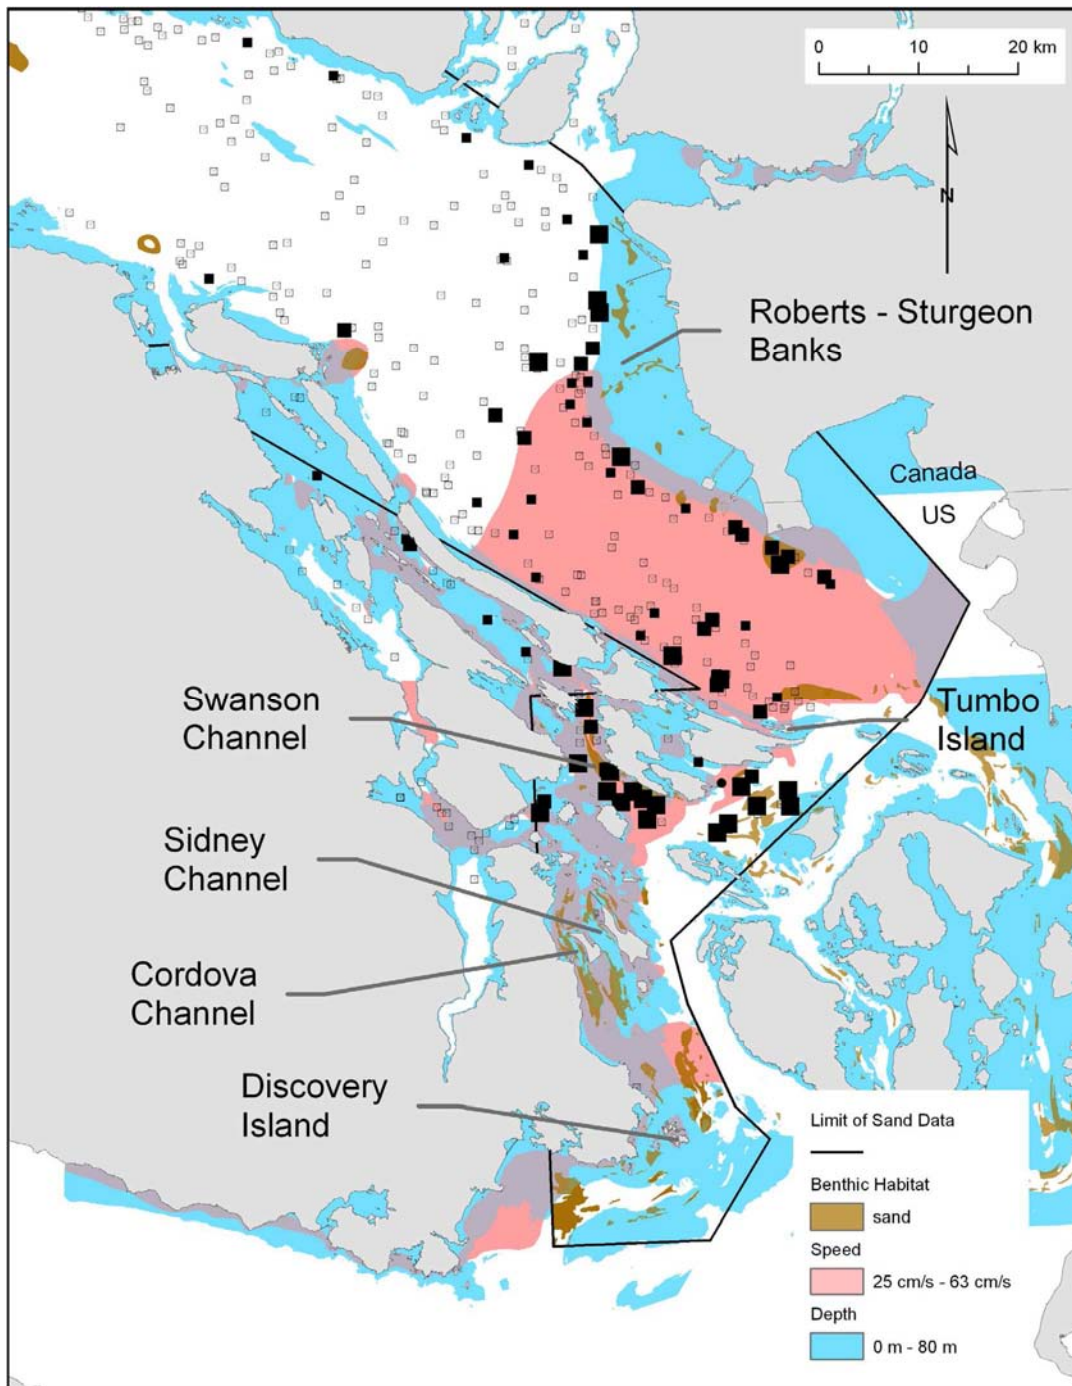 0 10 20 km
N
Roberts - Sturgeon
Banks
Canada
US
Swanson
Channel
Tumbo
Island
Sidney
Channel
Cordova
Channel
Discovery
Island
Limit of Sand Data
Benthic Habitat
sand
Speed
25 cm/s - 63 cm/s
Depth
0 m - 80 m